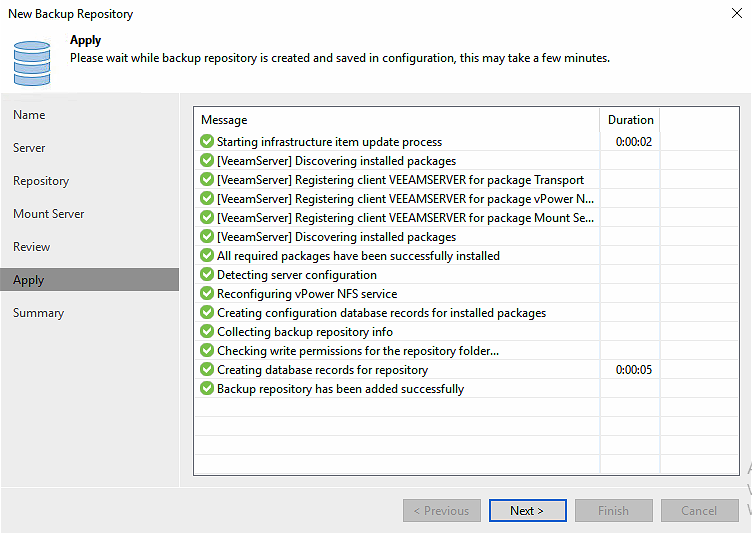 New Backup Repository
Apply
Please wait while backup repository is created and saved in configuration, this may take a few minutes.
Name
Server
Repository
Mount Server
Review
Apply
Summary
Message Duration
Starting infrastructure item update process 0:00:02
[VeeamServer] Discovering installed packages
[VeeamServer] Registering client VEEAMSERVER for package Transport
[VeeamServer] Registering client VEEAMSERVER for package vPower N...
[VeeamServer] Registering client VEEAMSERVER for package Mount Se...
[VeeamServer] Discovering installed packages
All required packages have been successfully installed
Detecting server configuration
Reconfiguring vPower NFS service
Creating configuration database records for installed packages
Collecting backup repository info
Checking write permissions for the repository folder...
Creating database records for repository 0:00:05
Backup repository has been added successfully
< Previous Next > Finish Cancel